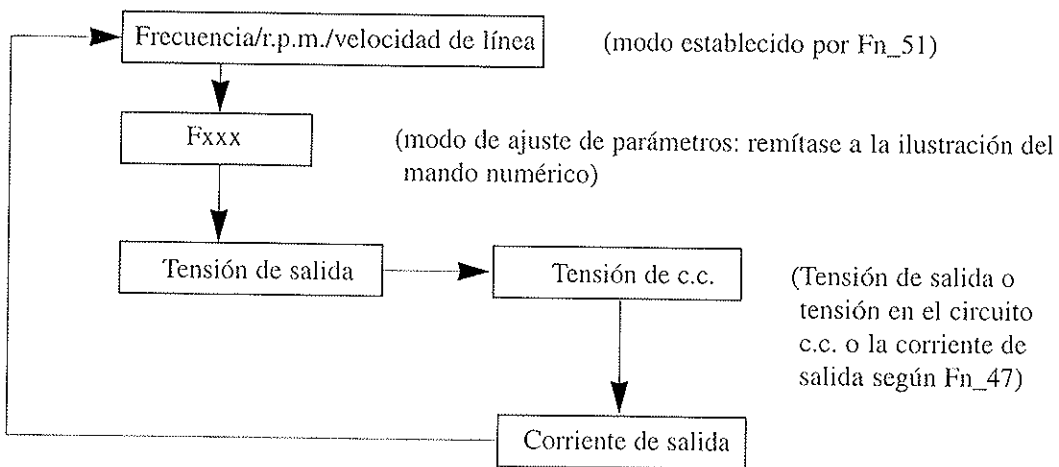 Frecuencia/r.p.m./velocidad de línea
(modo establecido por Fn_51)
Fxxx
(modo de ajuste de parámetros: remítase a la ilustración del
mando numérico)
Tensión de salida
Tensión de c.c.
(Tensión de salida o
tensión en el circuito
c.c. o la corriente de
salida según Fn_47)
Corriente de salida